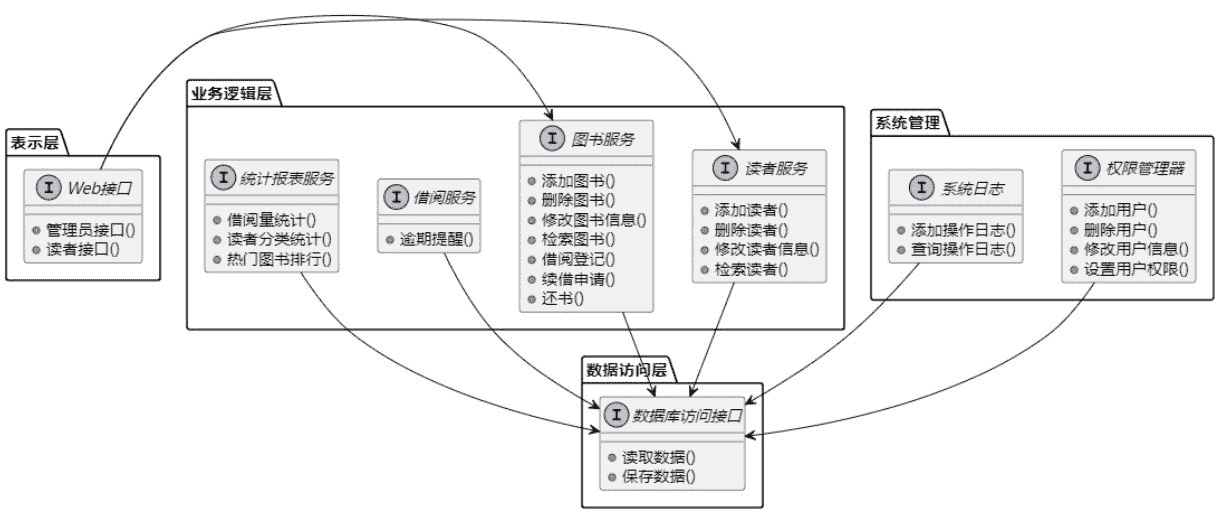 表示层
I Web接口
管理员接口()
读者接口()
业务逻辑层
I 统计报表服务
借阅量统计()
读者分类统计()
热门图书排行()
I 借阅服务
逾期提醒()
I 图书服务
添加图书()
删除图书()
修改图书信息()
检索图书()
借阅登记()
续借申请()
还书()
I 读者服务
添加读者()
删除读者()
修改读者信息()
检索读者()
系统管理
I 系统日志
添加操作日志()
查询操作日志()
I 权限管理器
添加用户()
删除用户()
修改用户信息()
设置用户权限()
数据访问层
I 数据库访问接口
读取数据()
保存数据()